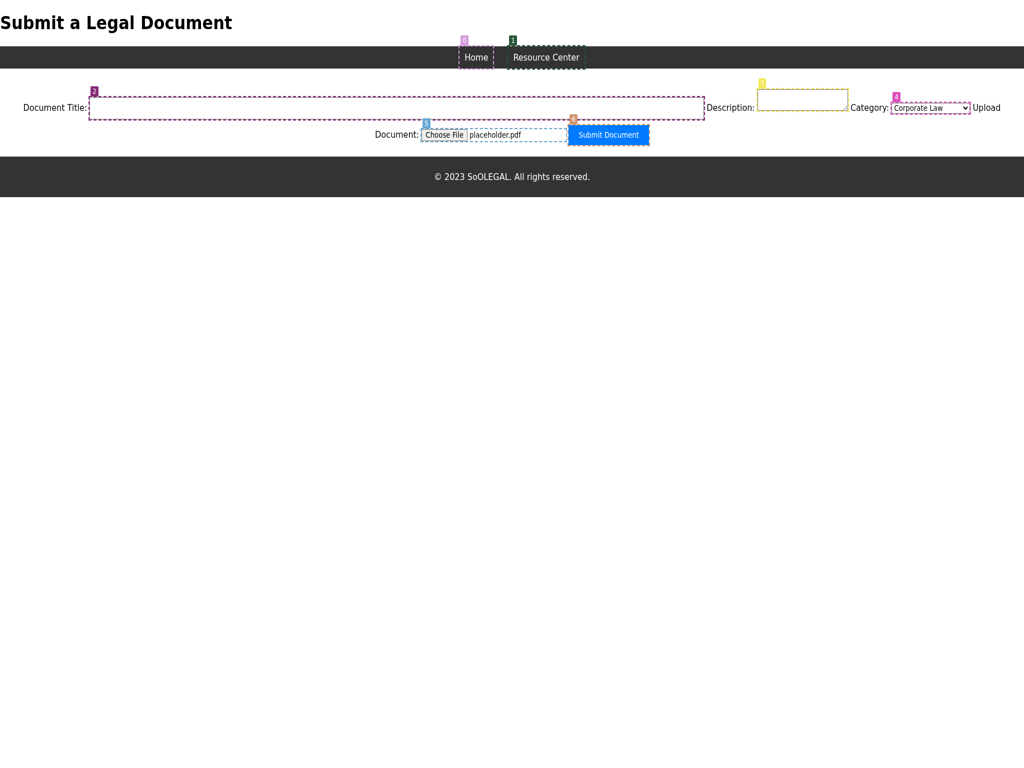 Submit a Legal Document
0 1
Home Resource Center
2 3 4
Document Title: Description: Category: Corporate Law Upload
5 6
Document: Choose File placeholder.pdf Submit Document
© 2023 SoOLEGAL. All rights reserved.